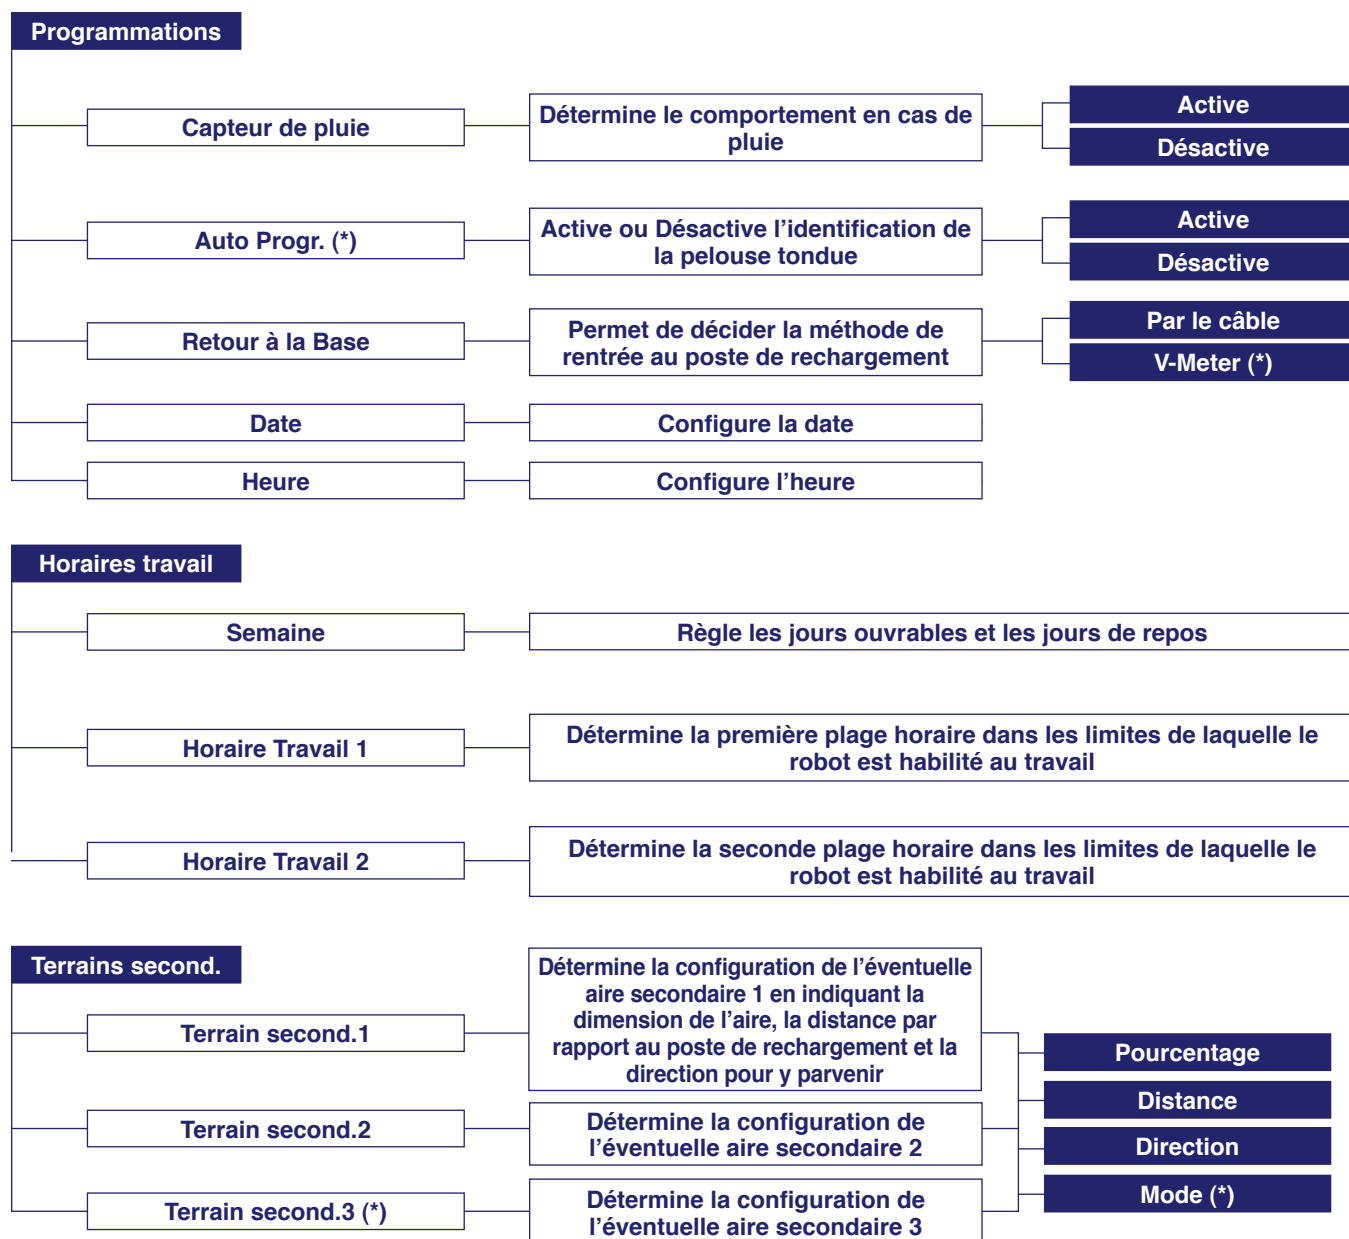 Programmations
Capteur de pluie
Détermine le comportement en cas de
pluie
Active
Désactive
Auto Progr. (*)
Active ou Désactive l’identification de
la pelouse tondue
Active
Désactive
Retour à la Base
Permet de décider la méthode de
rentrée au poste de rechargement
Par le câble
V-Meter (*)
Date
Configure la date
Heure
Configure l’heure
Horaires travail
Semaine
Règle les jours ouvrables et les jours de repos
Horaire Travail 1
Détermine la première plage horaire dans les limites de laquelle le
robot est habilité au travail
Horaire Travail 2
Détermine la seconde plage horaire dans les limites de laquelle le
robot est habilité au travail
Terrains second.
Terrain second.1
Détermine la configuration de l’éventuelle
aire secondaire 1 en indiquant la
dimension de l’aire, la distance par
rapport au poste de rechargement et la
direction pour y parvenir
Terrain second.2
Détermine la configuration de
l’éventuelle aire secondaire 2
Terrain second.3 (*)
Détermine la configuration de
l’éventuelle aire secondaire 3
Pourcentage
Distance
Direction
Mode (*)